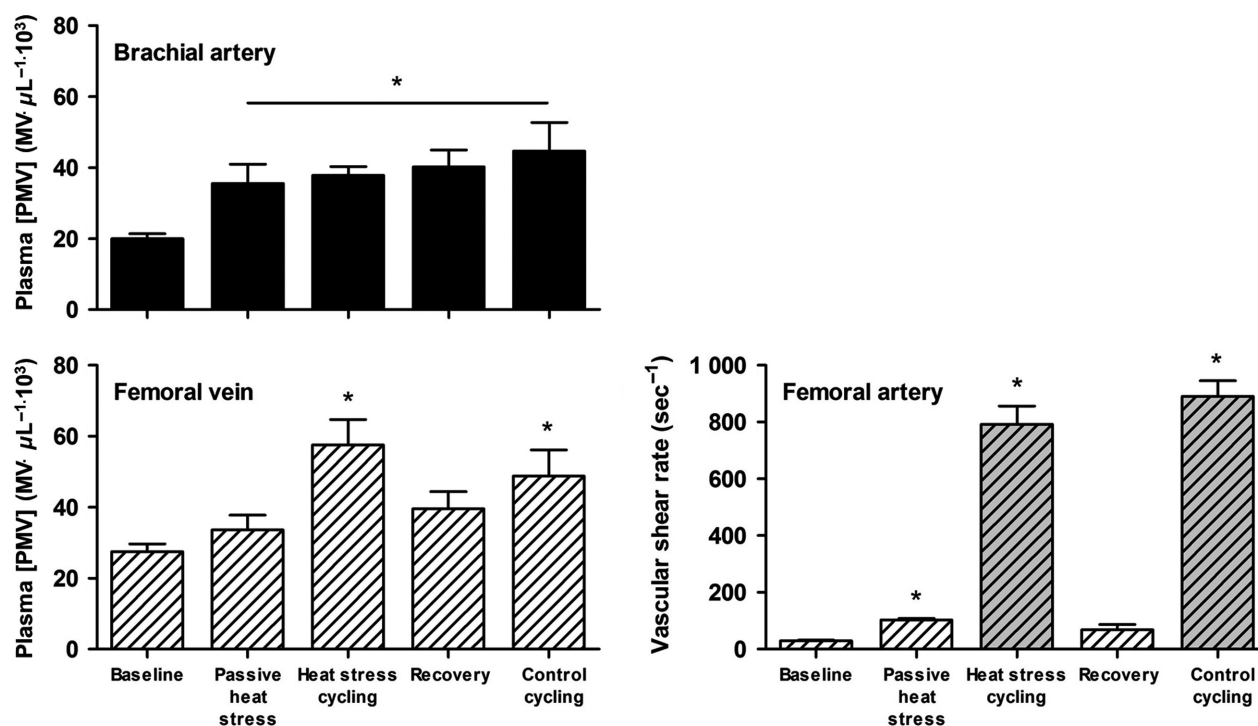 Plasma [PMV] (MV· µL⁻¹·10³)
80
60
40
20
0
Brachial artery
*
Plasma [PMV] (MV· µL⁻¹·10³)
80
60
40
20
0
Femoral vein
*
*
Baseline
Passive
heat
stress
Heat stress
cycling
Recovery
Control
cycling
Vascular shear rate (sec⁻¹)
1 000
800
600
400
200
0
Femoral artery
*
*
*
Baseline
Passive
heat
stress
Heat stress
cycling
Recovery
Control
cycling